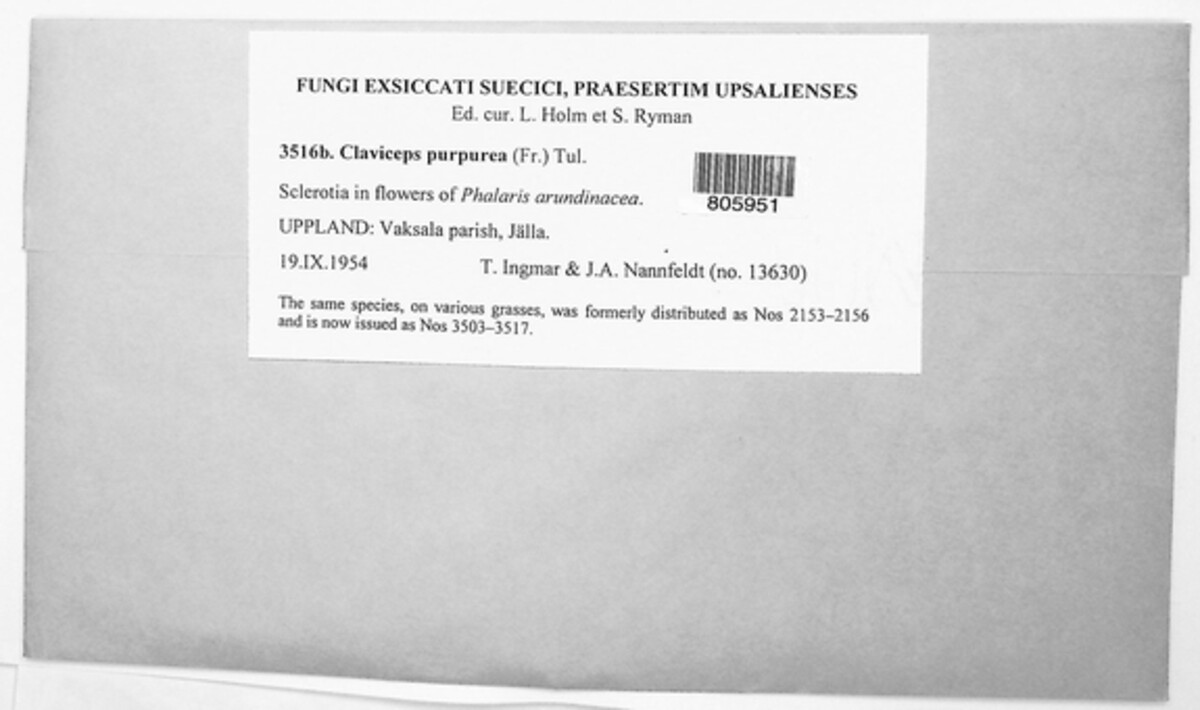 FUNGI EXSICCATI SUECICI, PRAESERTIM UPSALIENSES
Ed. cur. L. Holm et S. Ryman
3516b. Claviceps purpurea (Fr.) Tul.
805951
Sclerotia in flowers of Phalaris arundinacea.
UPPLAND: Vaksala parish, Jälla.
19.IX.1954 T. Ingmar & J.A. Nannfeldt (no. 13630)
The same species, on various grasses, was formerly distributed as Nos 2153–2156
and is now issued as Nos 3503–3517.